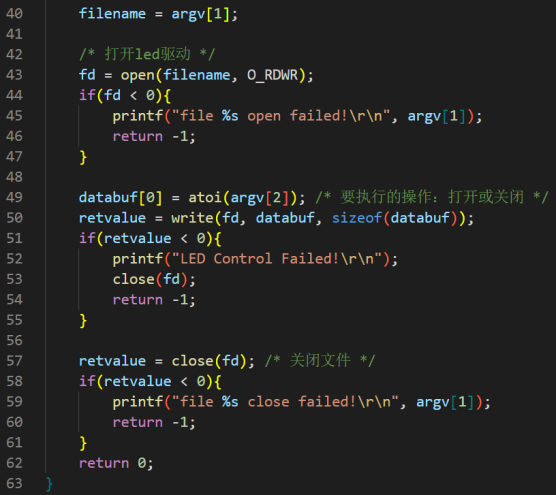 40 filename = argv[1];
41
42 /* 打开led驱动 */
43 fd = open(filename, O_RDWR);
44 if(fd < 0){
45 printf("file %s open failed!\r\n", argv[1]);
46 return -1;
47 }
48
49 databuf[0] = atoi(argv[2]); /* 要执行的操作：打开或关闭 */
50 retvalue = write(fd, databuf, sizeof(databuf));
51 if(retvalue < 0){
52 printf("LED Control Failed!\r\n");
53 close(fd);
54 return -1;
55 }
56
57 retvalue = close(fd); /* 关闭文件 */
58 if(retvalue < 0){
59 printf("file %s close failed!\r\n", argv[1]);
60 return -1;
61 }
62 return 0;
63 }